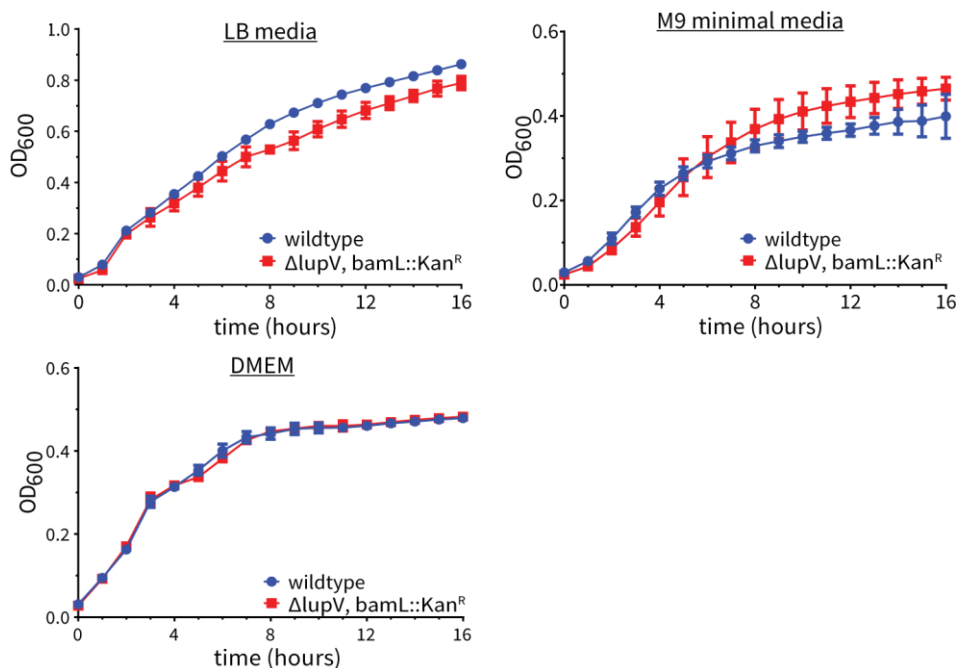 LB media
OD600
1.0
0.8
0.6
0.4
0.2
0.0
wildtype
ΔlupV, bamL::KanR
0 4 8 12 16
time (hours)
M9 minimal media
OD600
0.6
0.4
0.2
0.0
wildtype
ΔlupV, bamL::KanR
0 4 8 12 16
time (hours)
DMEM
OD600
0.6
0.4
0.2
0.0
wildtype
ΔlupV, bamL::KanR
0 4 8 12 16
time (hours)